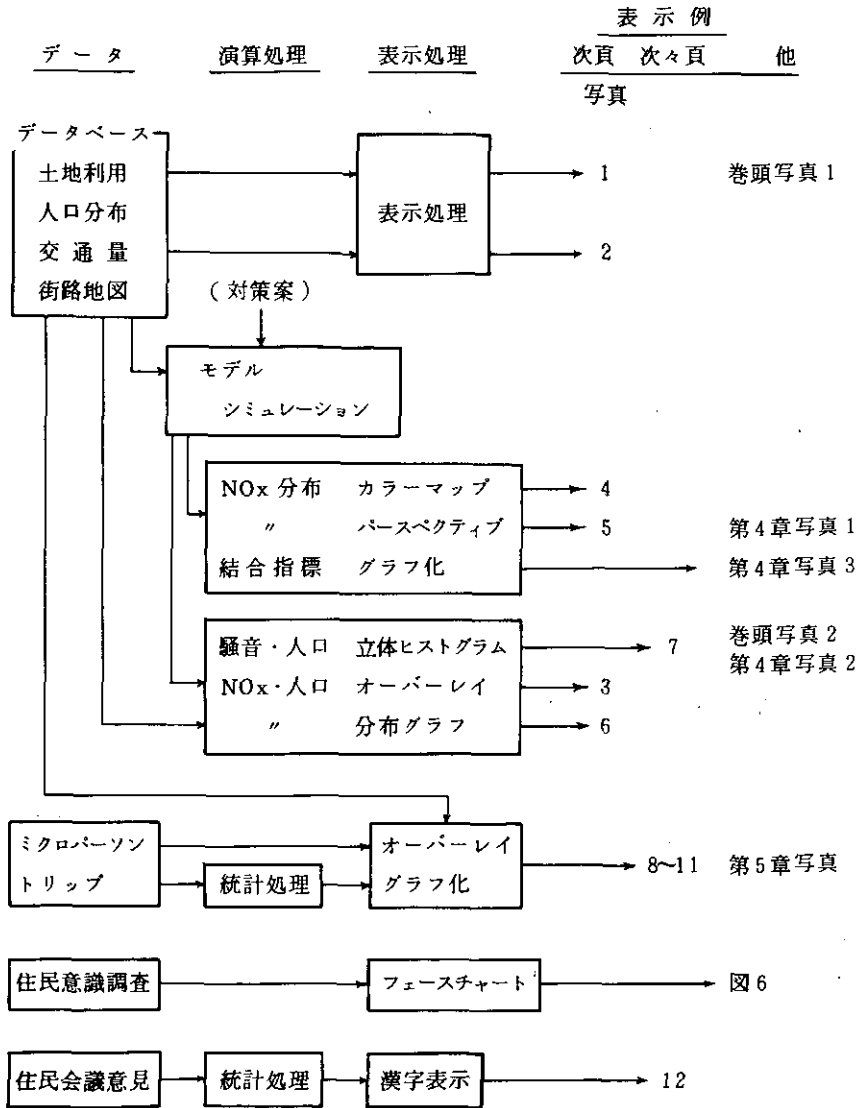 表示例
データ 演算処理 表示処理 次頁 次々頁 他
写真
データベース
土地利用 1 巻頭写真1
人口分布 表示処理
交通量 2
街路地図 (対策案)
モデル
シミュレーション
NOx分布 カラーマップ 4
〃 パースペクティブ 5 第4章写真1
結合指標 グラフ化 第4章写真3
騒音・人口 立体ヒストグラム 7 巻頭写真2
第4章写真2
NOx・人口 オーバーレイ 3
〃 分布グラフ 6
ミクロパーソン オーバーレイ 8~11 第5章写真
トリップ 統計処理 グラフ化
住民意識調査 フェースチャート 図6
住民会議意見 統計処理 漢字表示 12